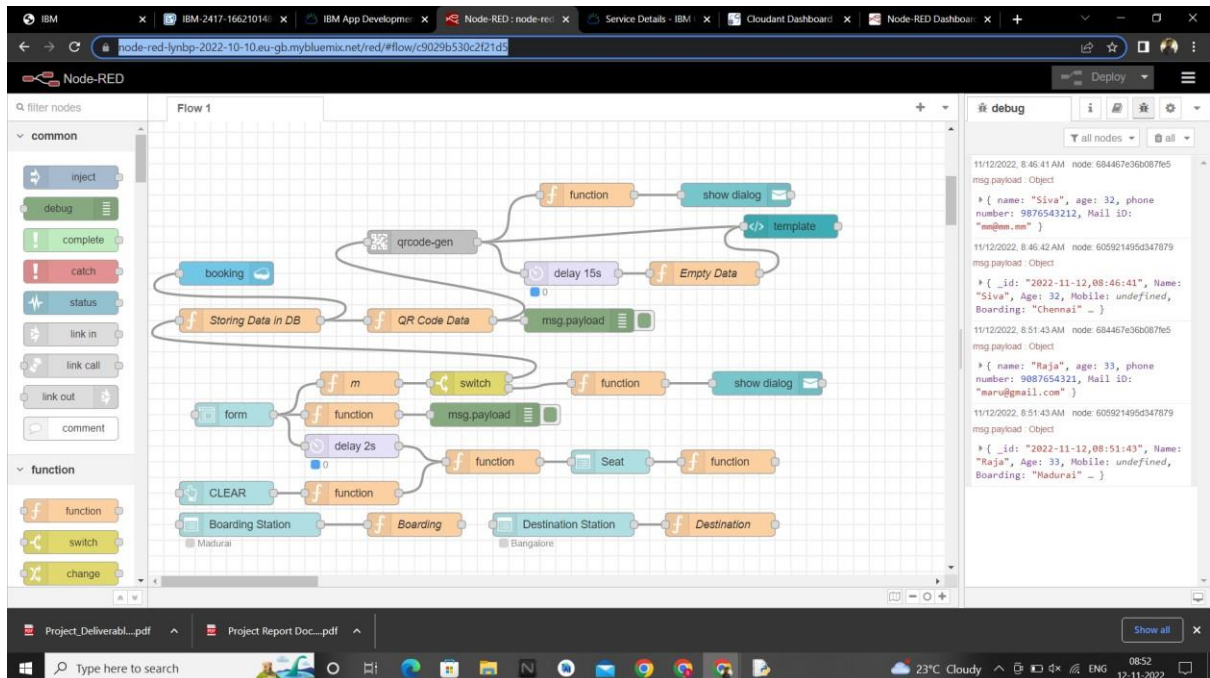 IBM
IBM-2417-16621014
IBM App Developmer
Node-RED : node-red
Service Details - IBM
Cloudant Dashboard
Node-RED Dashboar
node-red-lynbp-2022-10-10.eu-gb.mybluemix.net/red/#flow/c9029b530c2f21d5
Node-RED
Deploy
filter nodes
Flow 1
debug
i
common
all nodes
all
inject
debug
complete
catch
status
link in
link call
link out
comment
function
function
switch
change
function
show dialog
template
qrcode-gen
booking
delay 15s
0
Empty Data
Storing Data in DB
QR Code Data
msg.payload
m
switch
function
show dialog
form
function
msg.payload
delay 2s
0
function
Seat
function
CLEAR
function
Boarding Station
Madurai
Boarding
Destination Station
Bangalore
Destination
11/12/2022, 8:46:41 AM node: 684467e36b087fe5
msg.payload : Object
{ name: "Siva", age: 32, phone
number: 9876543212, Mail iD:
"mm@mm.mm" }
11/12/2022, 8:46:42 AM node: 605921495d347879
msg.payload : Object
{ _id: "2022-11-12,08:46:41", Name:
"Siva", Age: 32, Mobile: undefined,
Boarding: "Chennai" … }
11/12/2022, 8:51:43 AM node: 684467e36b087fe5
msg.payload : Object
{ name: "Raja", age: 33, phone
number: 9087654321, Mail iD:
"maru@gmail.com" }
11/12/2022, 8:51:43 AM node: 605921495d347879
msg.payload : Object
{ _id: "2022-11-12,08:51:43", Name:
"Raja", Age: 33, Mobile: undefined,
Boarding: "Madurai" … }
Project_Deliverabl....pdf
Project Report Doc....pdf
Show all
Type here to search
23°C Cloudy
ENG
08:52
12-11-2022